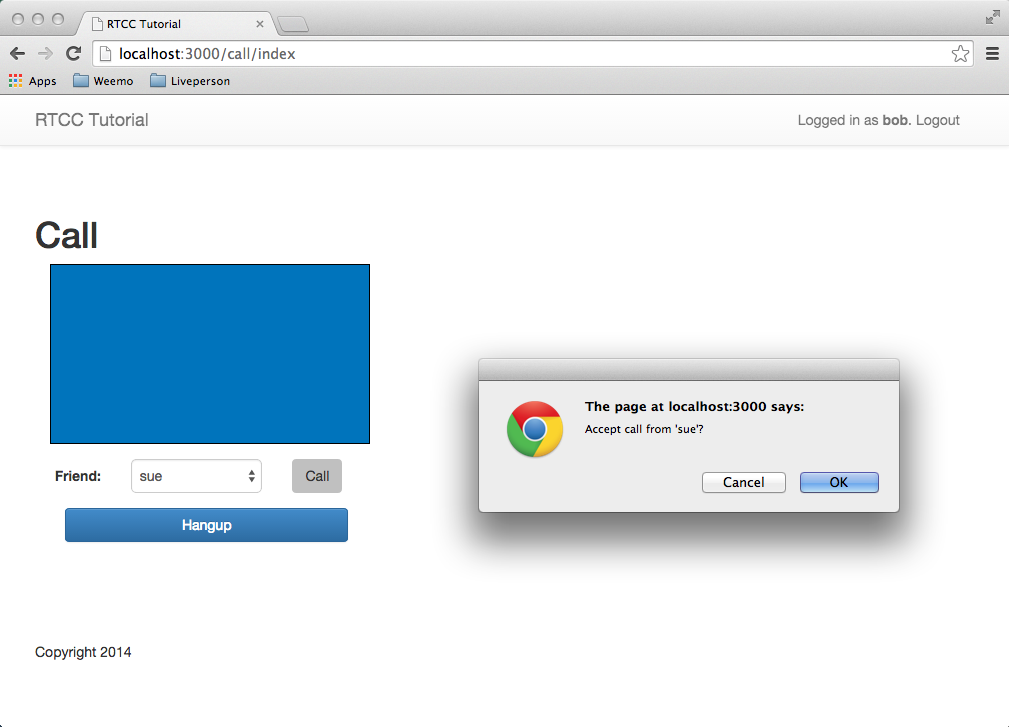 RTCC Tutorial
localhost:3000/call/index
Apps Weemo Liveperson
RTCC Tutorial Logged in as bob. Logout
Call
The page at localhost:3000 says:
Accept call from 'sue'?
Cancel OK
Friend: sue Call
Hangup
Copyright 2014